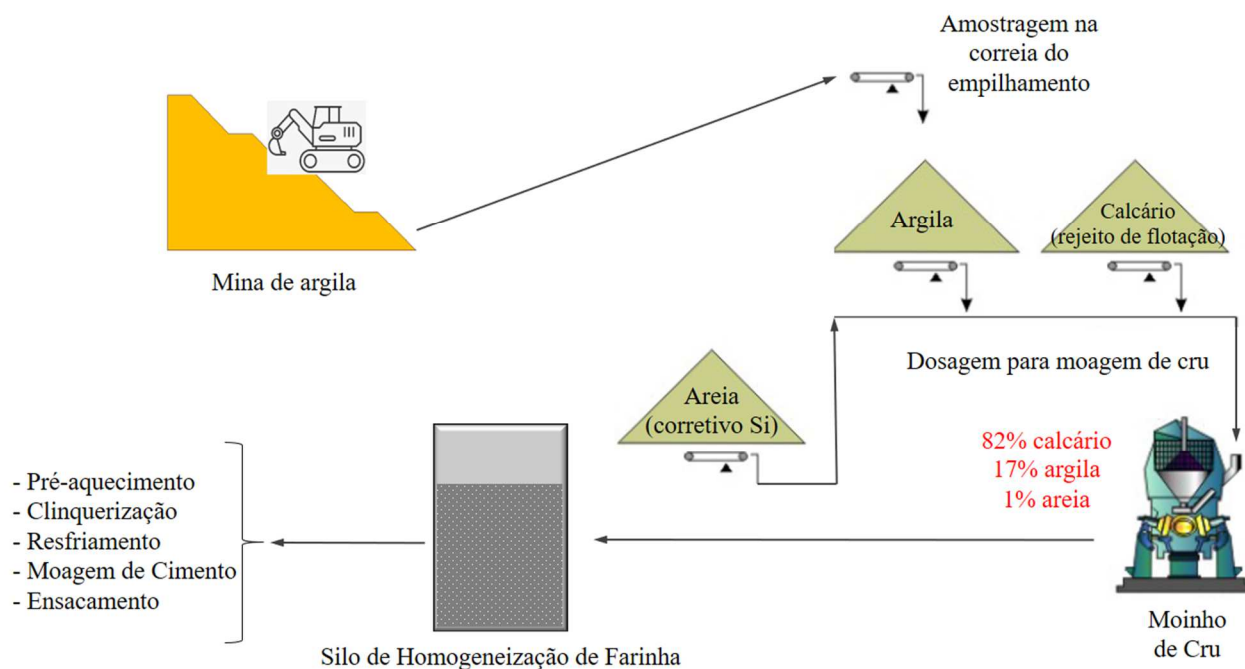 Amostragem na
correia do
empilhamento
Mina de argila
Argila
Calcário
(rejeito de flotação)
Dosagem para moagem de cru
Areia
(corretivo Si)
82% calcário
17% argila
1% areia
- Pré-aquecimento
- Clinquerização
- Resfriamento
- Moagem de Cimento
- Ensacamento
Moinho
de Cru
Silo de Homogeneização de Farinha